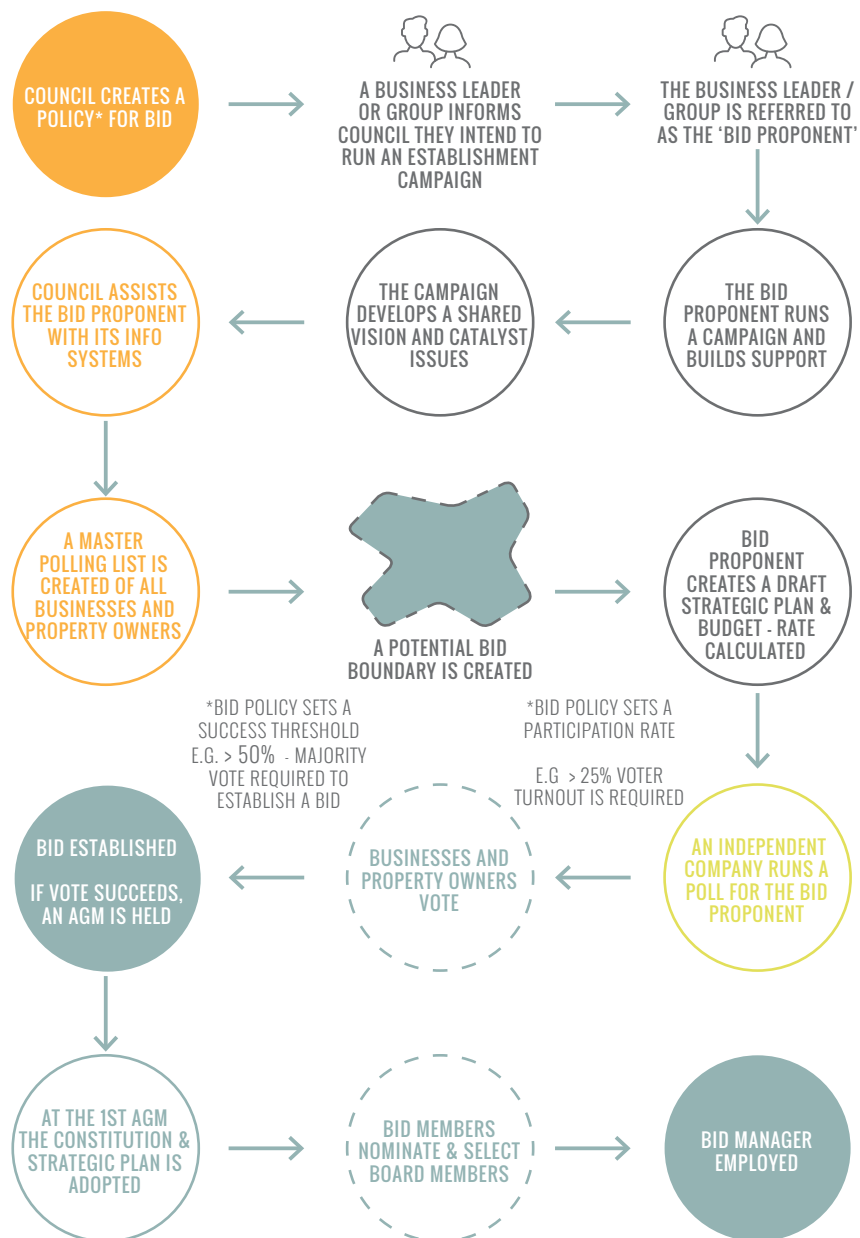 COUNCIL CREATES A
POLICY* FOR BID
A BUSINESS LEADER
OR GROUP INFORMS
COUNCIL THEY INTEND TO
RUN AN ESTABLISHMENT
CAMPAIGN
THE BUSINESS LEADER /
GROUP IS REFERRED TO
AS THE ‘BID PROPONENT’
THE BID
PROPONENT RUNS
A CAMPAIGN AND
BUILDS SUPPORT
THE CAMPAIGN
DEVELOPS A SHARED
VISION AND CATALYST
ISSUES
COUNCIL ASSISTS
THE BID PROPONENT
WITH ITS INFO
SYSTEMS
A MASTER
POLLING LIST IS
CREATED OF ALL
BUSINESSES AND
PROPERTY OWNERS
A POTENTIAL BID
BOUNDARY IS CREATED
BID
PROPONENT
CREATES A DRAFT
STRATEGIC PLAN &
BUDGET - RATE
CALCULATED
*BID POLICY SETS A
PARTICIPATION RATE
E.G > 25% VOTER
TURNOUT IS REQUIRED
AN INDEPENDENT
COMPANY RUNS A
POLL FOR THE BID
PROPONENT
BUSINESSES AND
PROPERTY OWNERS
VOTE
*BID POLICY SETS A
SUCCESS THRESHOLD
E.G. > 50% - MAJORITY
VOTE REQUIRED TO
ESTABLISH A BID
BID ESTABLISHED
IF VOTE SUCCEEDS,
AN AGM IS HELD
AT THE 1ST AGM
THE CONSTITUTION &
STRATEGIC PLAN IS
ADOPTED
BID MEMBERS
NOMINATE & SELECT
BOARD MEMBERS
BID MANAGER
EMPLOYED